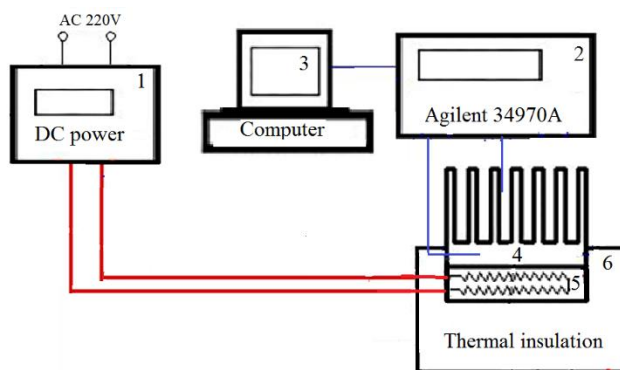 AC 220V
1
DC power
3
Computer
2
Agilent 34970A
4
5
6
Thermal insulation